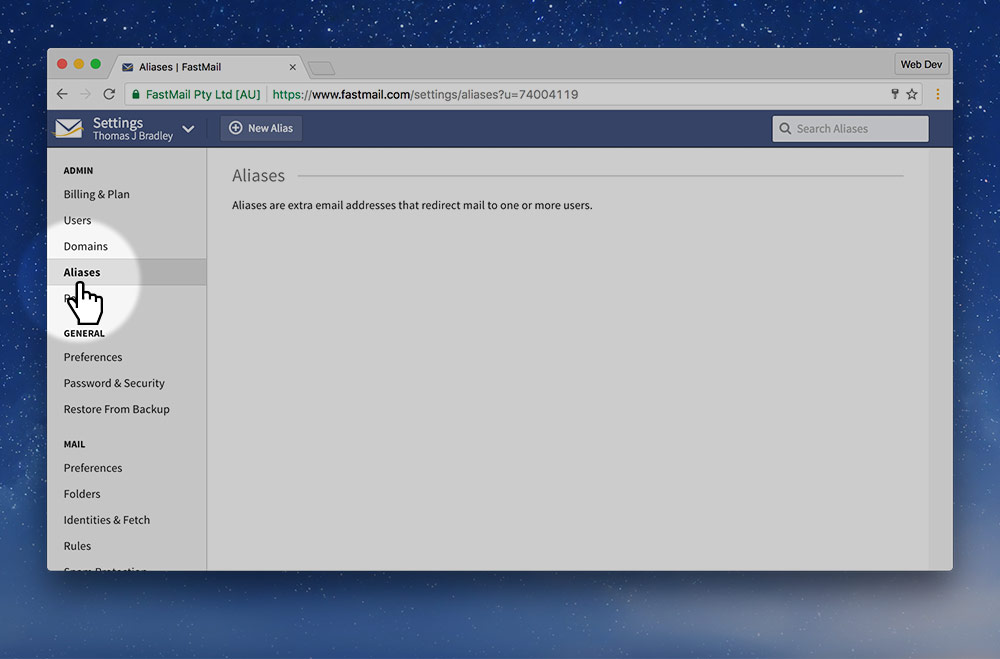 Aliases | FastMail
Web Dev
FastMail Pty Ltd [AU]
https://www.fastmail.com/settings/aliases?u=74004119
Settings
Thomas J Bradley
New Alias
Search Aliases
ADMIN
Billing & Plan
Users
Domains
Aliases
GENERAL
Preferences
Password & Security
Restore From Backup
MAIL
Preferences
Folders
Identities & Fetch
Rules
Spam Protection
Aliases
Aliases are extra email addresses that redirect mail to one or more users.